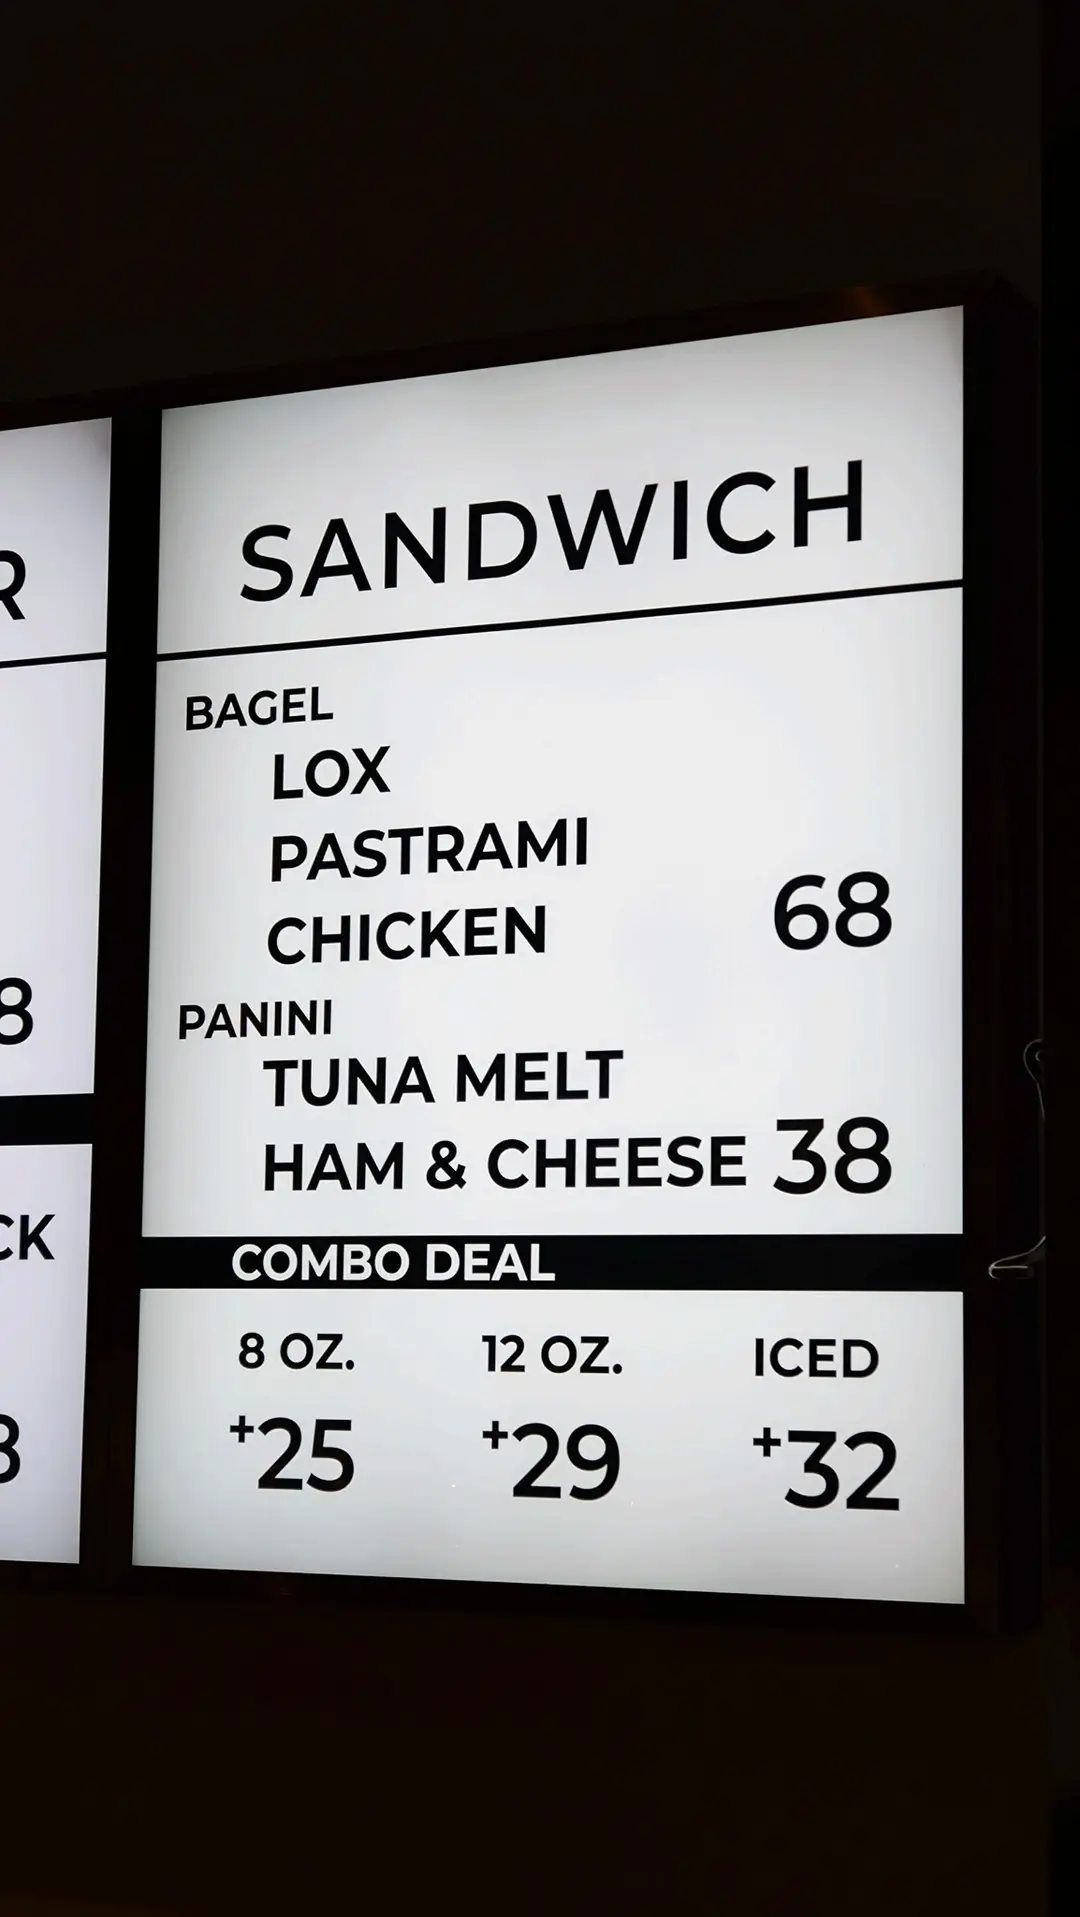 SANDWICH
BAGEL
LOX
PASTRAMI
CHICKEN 68
PANINI
TUNA MELT
HAM & CHEESE 38
COMBO DEAL
8 OZ. 12 OZ. ICED
+25 +29 +32